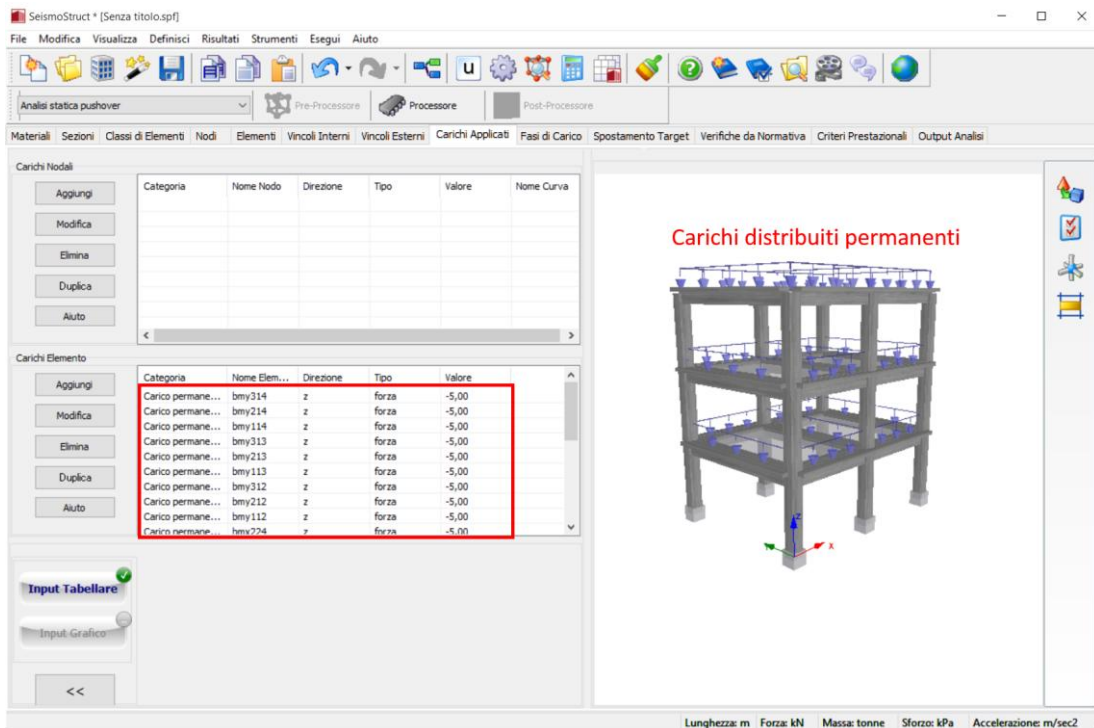 SeismoStruct * [Senza titolo.spf]
File Modifica Visualizza Definisci Risultati Strumenti Esegui Aiuto
u
Analisi statica pushover Pre-Processore Processore Post-Processore
Materiali Sezioni Classi di Elementi Nodi Elementi Vincoli Interni Vincoli Esterni Carichi Applicati Fasi di Carico Spostamento Target Verifiche da Normativa Criteri Prestazionali Output Analisi
Carichi Nodali
Aggiungi
Modifica
Elimina
Duplica
Aiuto
Categoria Nome Nodo Direzione Tipo Valore Nome Curva
Carichi Elemento
Aggiungi
Modifica
Elimina
Duplica
Aiuto
Categoria Nome Elem... Direzione Tipo Valore
Carico permane... bmy314 z forza -5,00
Carico permane... bmy214 z forza -5,00
Carico permane... bmy114 z forza -5,00
Carico permane... bmy313 z forza -5,00
Carico permane... bmy213 z forza -5,00
Carico permane... bmy113 z forza -5,00
Carico permane... bmy312 z forza -5,00
Carico permane... bmy212 z forza -5,00
Carico permane... bmy112 z forza -5,00
Carico permane... bmx224 z forza -5,00
Input Tabellare
Input Grafico
<<
Carichi distribuiti permanenti
z
x
Lunghezza: m Forza: kN Massa: tonne Sforzo: kPa Accelerazione: m/sec2